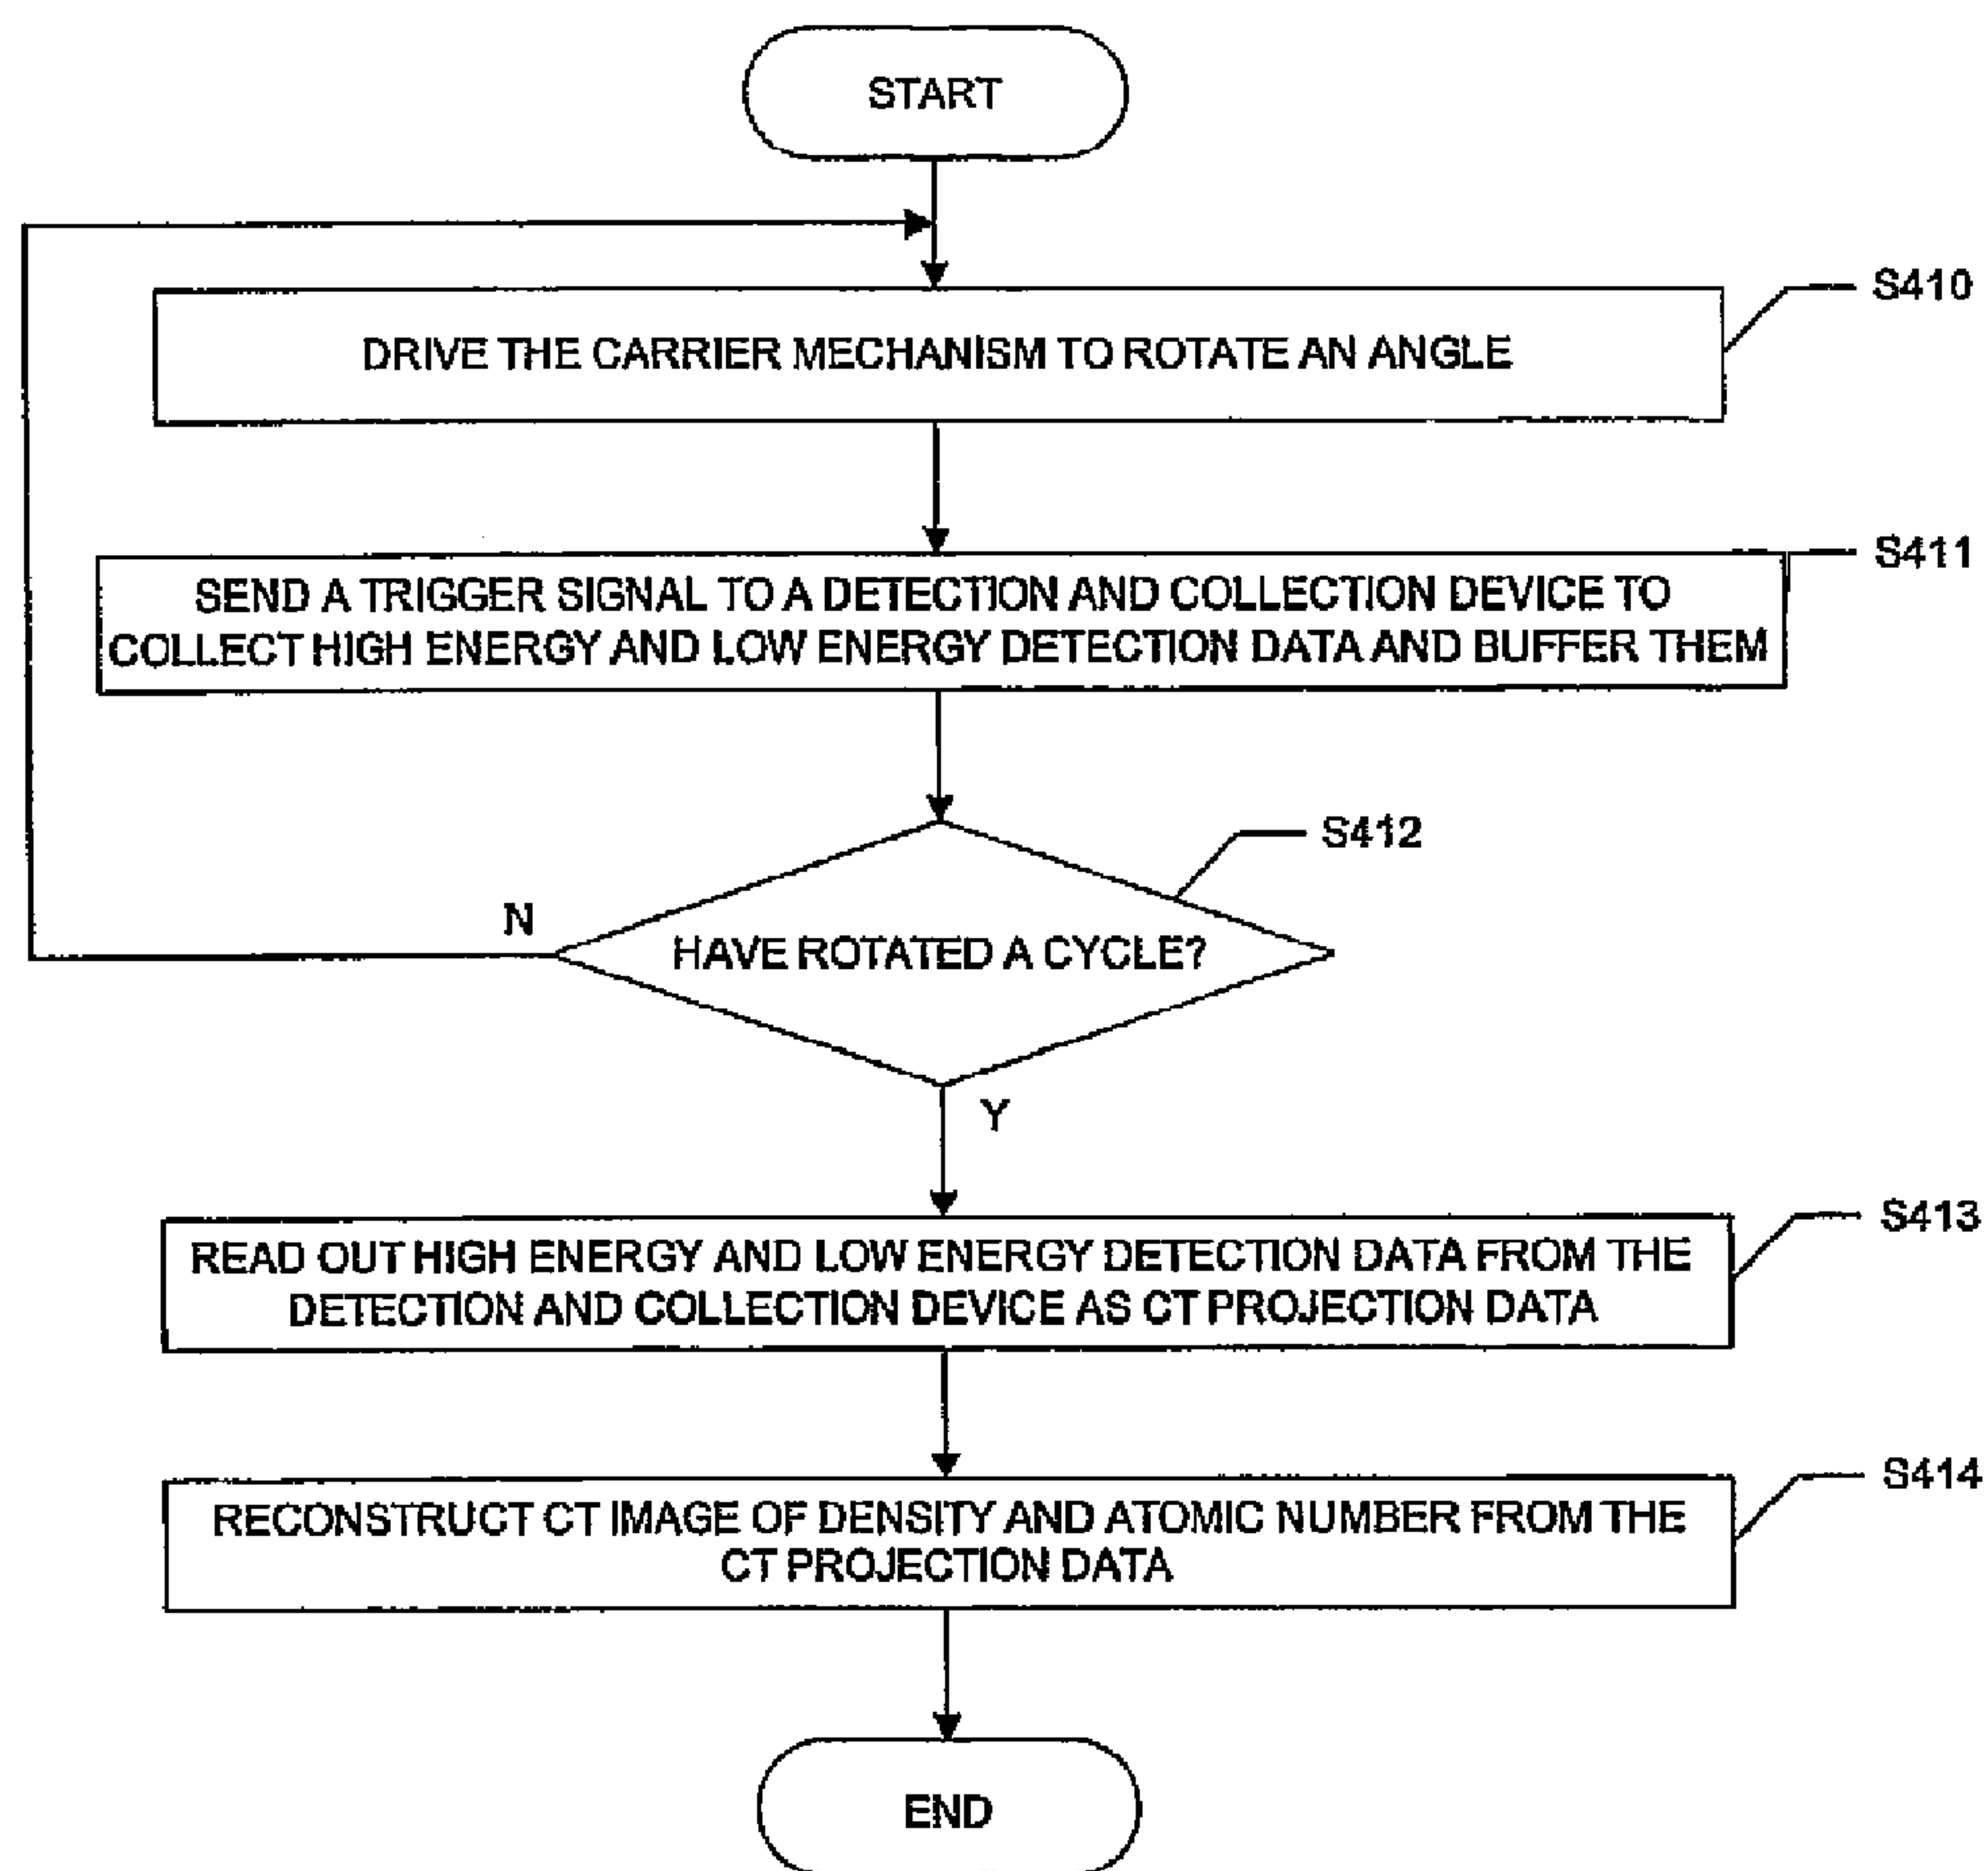 START
S410
DRIVE THE CARRIER MECHANISM TO ROTATE AN ANGLE
S411
SEND A TRIGGER SIGNAL TO A DETECTION AND COLLECTION DEVICE TO
COLLECT HIGH ENERGY AND LOW ENERGY DETECTION DATA AND BUFFER THEM
S412
N
HAVE ROTATED A CYCLE?
Y
S413
READ OUT HIGH ENERGY AND LOW ENERGY DETECTION DATA FROM THE
DETECTION AND COLLECTION DEVICE AS CT PROJECTION DATA
S414
RECONSTRUCT CT IMAGE OF DENSITY AND ATOMIC NUMBER FROM THE
CT PROJECTION DATA
END